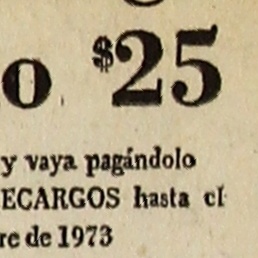 o $25
y vaya pagándolo
ECARGOS hasta el
re de 1973